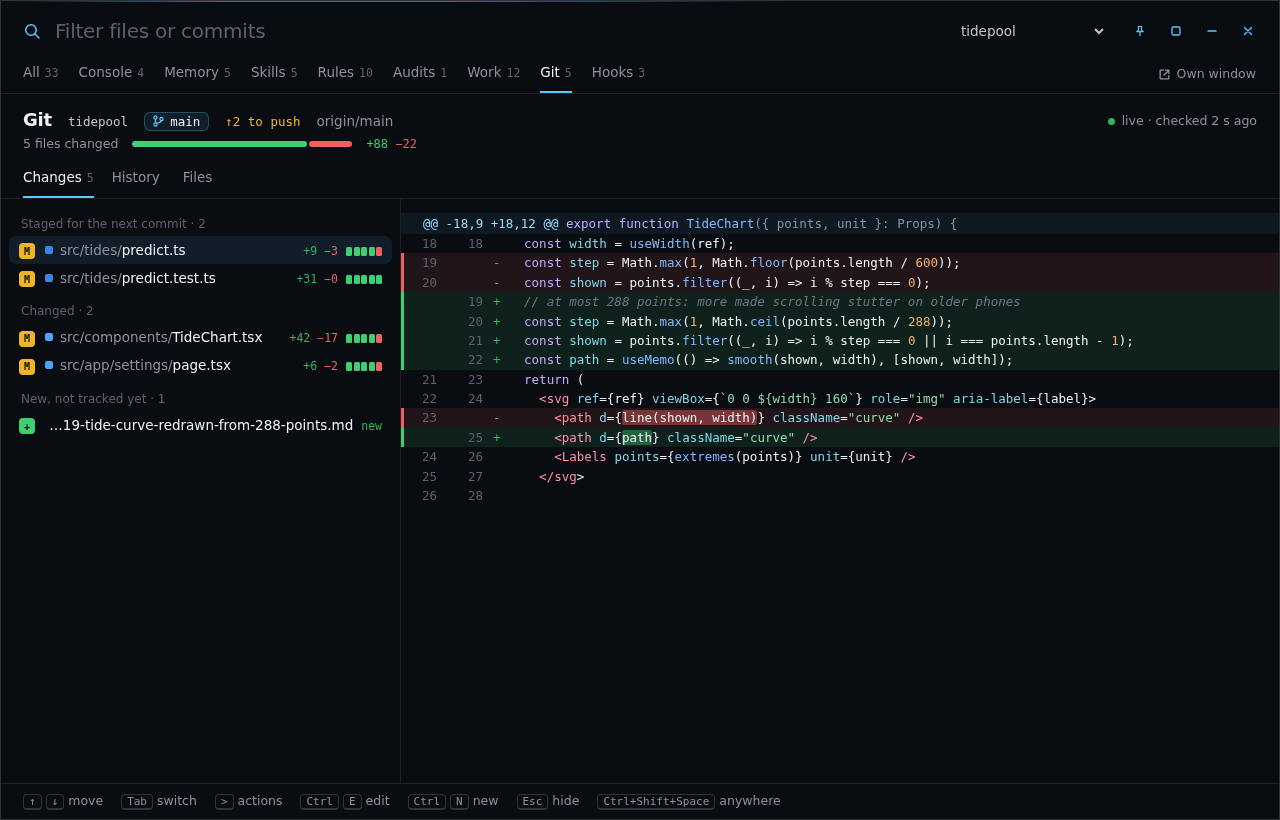 Filter files or commits
tidepool
All 33 Console 4 Memory 5 Skills 5 Rules 10 Audits 1 Work 12 Git 5 Hooks 3 Own window
Git tidepool main ↑2 to push origin/main live · checked 2 s ago
5 files changed +88 −22
Changes 5 History Files
Staged for the next commit · 2
M src/tides/predict.ts +9 −3
M src/tides/predict.test.ts +31 −0
Changed · 2
M src/components/TideChart.tsx +42 −17
M src/app/settings/page.tsx +6 −2
New, not tracked yet · 1
+ …19-tide-curve-redrawn-from-288-points.md new
@@ -18,9 +18,12 @@ export function TideChart({ points, unit }: Props) {
18 18 const width = useWidth(ref);
19 - const step = Math.max(1, Math.floor(points.length / 600));
20 - const shown = points.filter((_, i) => i % step === 0);
19 + // at most 288 points: more made scrolling stutter on older phones
20 + const step = Math.max(1, Math.ceil(points.length / 288));
21 + const shown = points.filter((_, i) => i % step === 0 || i === points.length - 1);
22 + const path = useMemo(() => smooth(shown, width), [shown, width]);
21 23 return (
22 24 <svg ref={ref} viewBox={`0 0 ${width} 160`} role="img" aria-label={label}>
23 - <path d={line(shown, width)} className="curve" />
25 + <path d={path} className="curve" />
24 26 <Labels points={extremes(points)} unit={unit} />
25 27 </svg>
26 28
↑ ↓ move Tab switch > actions Ctrl E edit Ctrl N new Esc hide Ctrl+Shift+Space anywhere